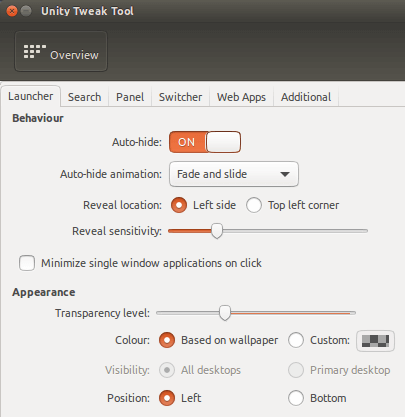 Unity Tweak Tool
Overview
Launcher Search Panel Switcher Web Apps Additional
Behaviour
Auto-hide: ON
Auto-hide animation: Fade and slide
Reveal location: Left side Top left corner
Reveal sensitivity:
Minimize single window applications on click
Appearance
Transparency level:
Colour: Based on wallpaper Custom:
Visibility: All desktops Primary desktop
Position: Left Bottom